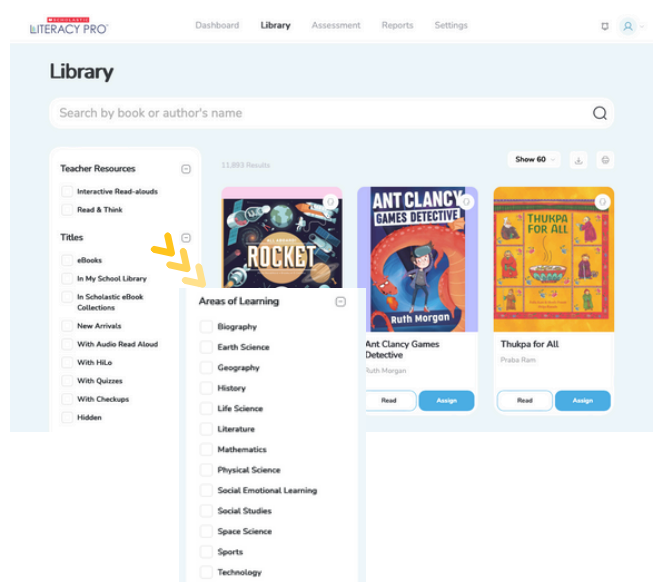 SCHOLASTIC
LITERACY PRO
Dashboard Library Assessment Reports Settings
Library
Search by book or author's name
Teacher Resources
Interactive Read-alouds
Read & Think
Titles
eBooks
In My School Library
In Scholastic eBook
Collections
New Arrivals
With Audio Read Aloud
With HiLo
With Quizzes
With Checkups
Hidden
11,893 Results
Show 60
ROCKET
ANT CLANCY
GAMES DETECTIVE
Ruth Morgan
THUKPA
FOR ALL
Ant Clancy Games
Detective
Ruth Morgan
Read Assign
Thukpa for All
Praba Ram
Read Assign
Areas of Learning
Biography
Earth Science
Geography
History
Life Science
Literature
Mathematics
Physical Science
Social Emotional Learning
Social Studies
Space Science
Sports
Technology